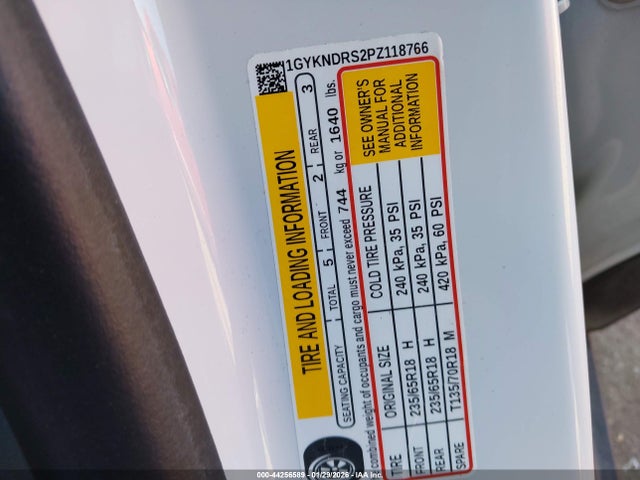 1GYKNDRS2PZ118766
TIRE AND LOADING INFORMATION
SEATING CAPACITY TOTAL 5 FRONT 2 REAR 3
combined weight of occupants and cargo must never exceed 744 kg or 1640 lbs.
TIRE ORIGINAL SIZE COLD TIRE PRESSURE
FRONT 235/65R18 H 240 kPa, 35 PSI
REAR 235/65R18 H 240 kPa, 35 PSI
SPARE T135/70R18 M 420 kPa, 60 PSI
SEE OWNER'S
MANUAL FOR
ADDITIONAL
INFORMATION
000-44256589 - 01/29/2026 - IAA Holdings, LLC